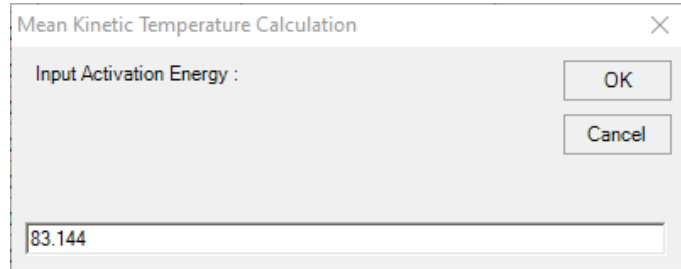 Mean Kinetic Temperature Calculation
Input Activation Energy :
OK
Cancel
83.144